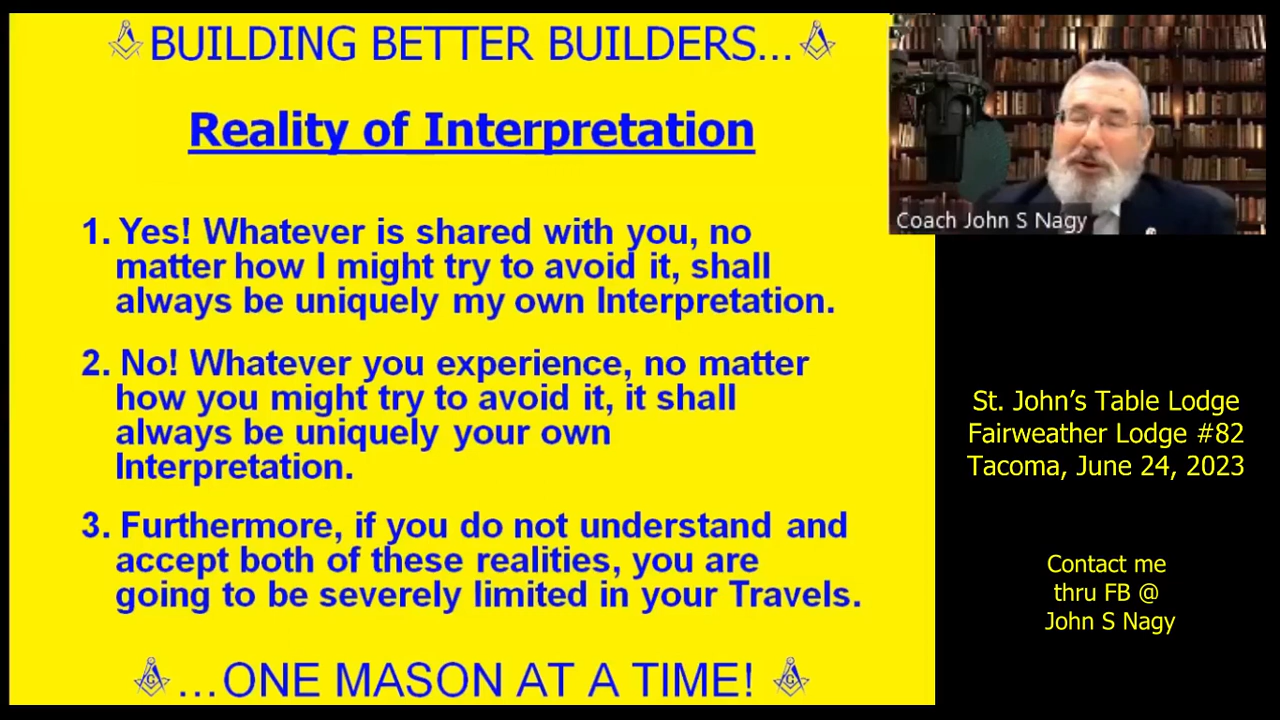 BUILDING BETTER BUILDERS...
Reality of Interpretation
1. Yes! Whatever is shared with you, no
matter how I might try to avoid it, shall
always be uniquely my own Interpretation.
2. No! Whatever you experience, no matter
how you might try to avoid it, it shall
always be uniquely your own
Interpretation.
3. Furthermore, if you do not understand and
accept both of these realities, you are
going to be severely limited in your Travels.
...ONE MASON AT A TIME!
Coach John S Nagy
St. John's Table Lodge
Fairweather Lodge #82
Tacoma, June 24, 2023
Contact me
thru FB @
John S Nagy